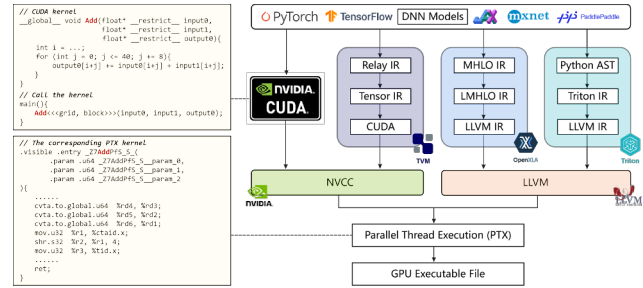 // CUDA kernel
__global__ void Add(float* __restrict__ input0,
float* __restrict__ input1,
float* __restrict__ output0){
int i = ...;
for (int j = 0; j <= 40; j += 8){
output0[i+j] += input0[i+j] + input1[i+j];
}
}
// Call the kernel
main(){
Add<<<grid, block>>>(input0, input1, output0);
}
// The corresponding PTX kernel
.visible .entry _Z7AddPfS_S_(
.param .u64 _Z7AddPfS_S__param_0,
.param .u64 _Z7AddPfS_S__param_1,
.param .u64 _Z7AddPfS_S__param_2
){
......
cvta.to.global.u64 %rd4, %rd3;
cvta.to.global.u64 %rd5, %rd2;
cvta.to.global.u64 %rd6, %rd1;
mov.u32 %r1, %ctaid.x;
shr.s32 %r2, %r1, 4;
mov.u32 %r3, %tid.x;
......
ret;
}
PyTorch TensorFlow DNN Models mxnet PaddlePaddle
NVIDIA.
CUDA.
Relay IR
Tensor IR
CUDA
TVM
MHLO IR
LMHLO IR
LLVM IR
OpenXLA
Python AST
Triton IR
LLVM IR
Triton
NVCC
NVIDIA.
LLVM
LLVM
Parallel Thread Execution (PTX)
GPU Executable File